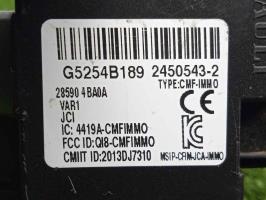 G5254B189 2450543-2
TYPE:CMF-IMMO
28590 4BA0A
VAR1
JCI
IC: 4419A-CMFIMMO
FCC ID:QI8-CMFIMMO
CMIIT ID:2013DJ7310
MSIP-CRM-JCA-IMMO